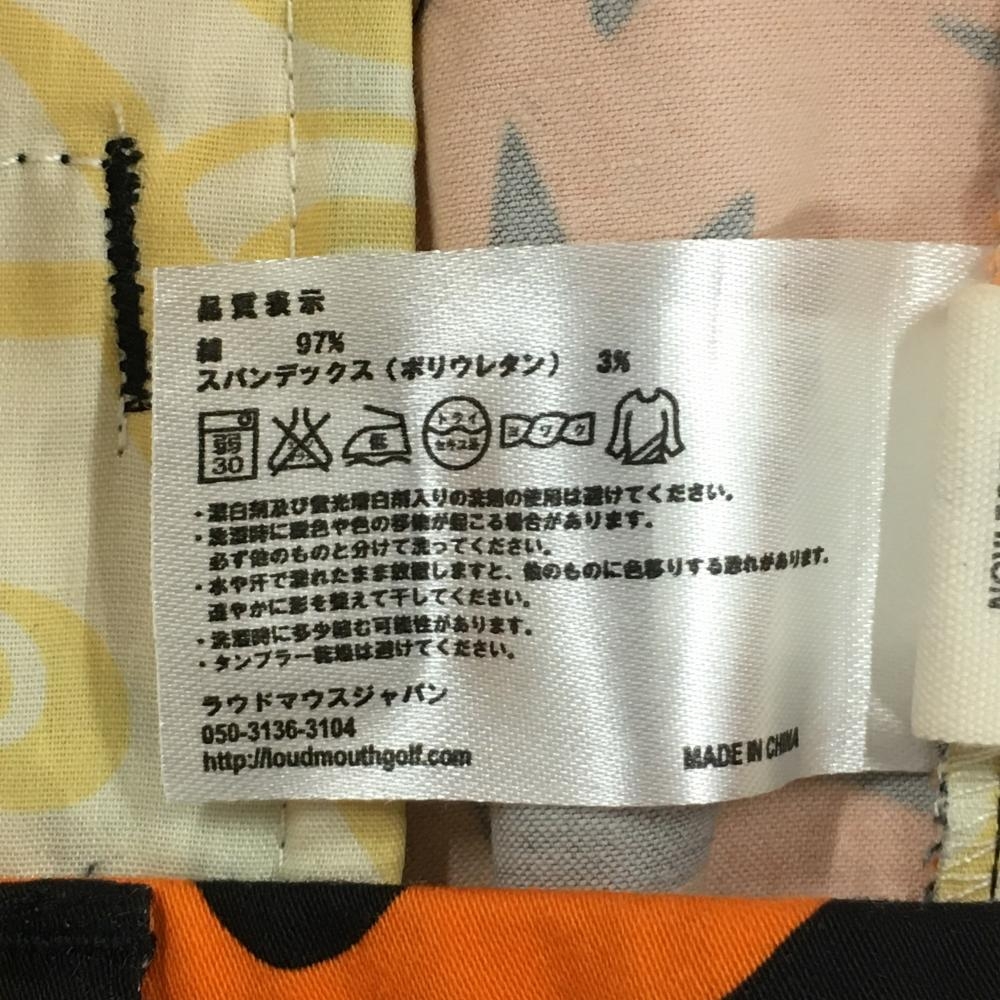 品質表示
綿 97%
スパンデックス（ポリウレタン） 3%
弱 30 低 ドライ セキユ系 ヨワク
・漂白剤及び蛍光増白剤入りの洗剤の使用は避けてください。
・洗濯時に脱色や色の移染が起こる場合があります。
必ず他のものと分けて洗ってください。
・水や汗で濡れたまま放置しますと、他のものに色移りする恐れがあります。
速やかに形を整えて干してください。
・洗濯時に多少縮む可能性があります。
・タンブラー乾燥は避けてください。
ラウドマウスジャパン
050-3136-3104
http://loudmouthgolf.com
MADE IN CHINA